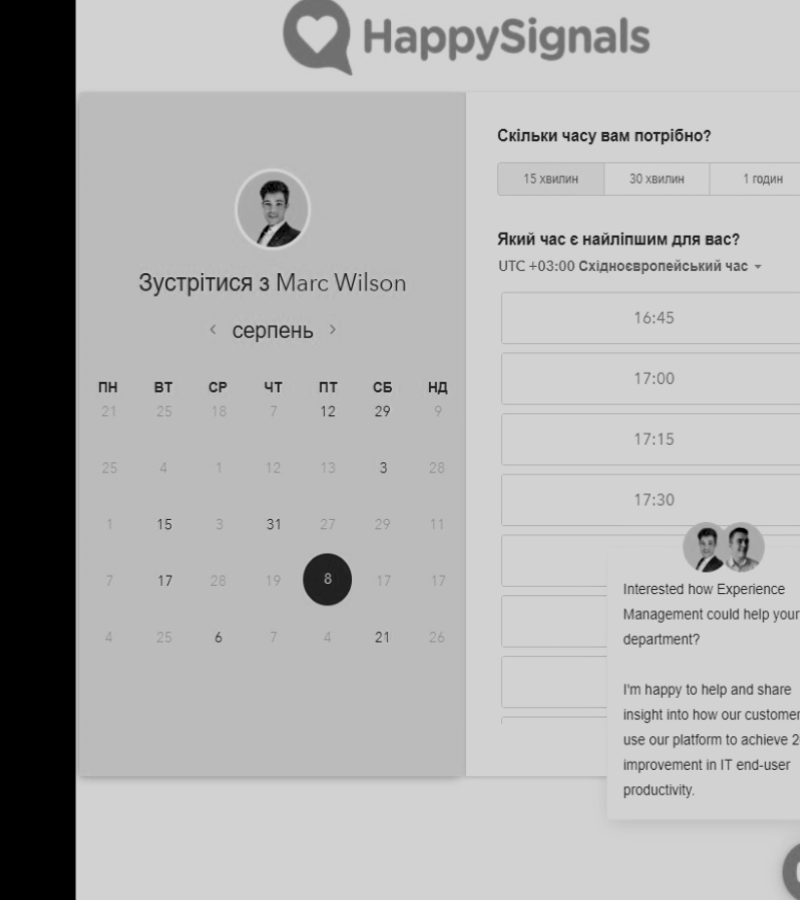 HappySignals
Зустрітися з Marc Wilson
‹ серпень ›
ПН ВТ СР ЧТ ПТ СБ НД
21 25 18 7 12 29 9
25 4 1 12 13 3 28
1 15 3 31 27 29 11
7 17 28 19 8 17 17
4 25 6 7 4 21 26
Скільки часу вам потрібно?
15 хвилин 30 хвилин 1 годин
Який час є найліпшим для вас?
UTC +03:00 Східноєвропейський час
16:45
17:00
17:15
17:30
Interested how Experience
Management could help your
department?
I'm happy to help and share
insight into how our customer
use our platform to achieve 2
improvement in IT end-user
productivity.